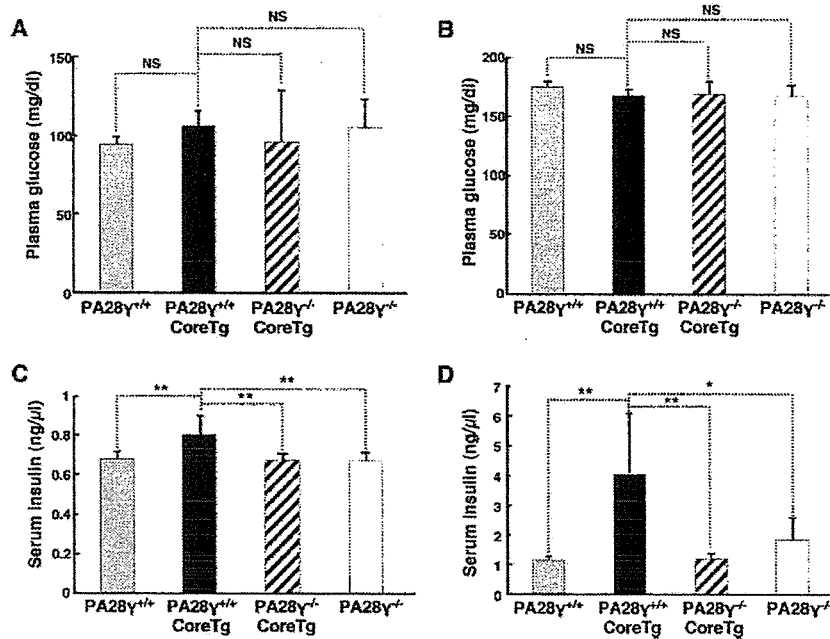 A
NS
NS
NS
Plasma glucose (mg/dl)
150
100
50
0
PA28γ+/+
PA28γ+/+
CoreTg
PA28γ-/-
CoreTg
PA28γ-/-
B
NS
NS
NS
Plasma glucose (mg/dl)
200
150
100
50
0
PA28γ+/+
PA28γ+/+
CoreTg
PA28γ-/-
CoreTg
PA28γ-/-
C
**
**
**
Serum Insulin (ng/µl)
1
0.8
0.6
0.4
0.2
0
PA28γ+/+
PA28γ+/+
CoreTg
PA28γ-/-
CoreTg
PA28γ-/-
D
**
*
**
Serum Insulin (ng/µl)
7
6
5
4
3
2
1
0
PA28γ+/+
PA28γ+/+
CoreTg
PA28γ-/-
CoreTg
PA28γ-/-